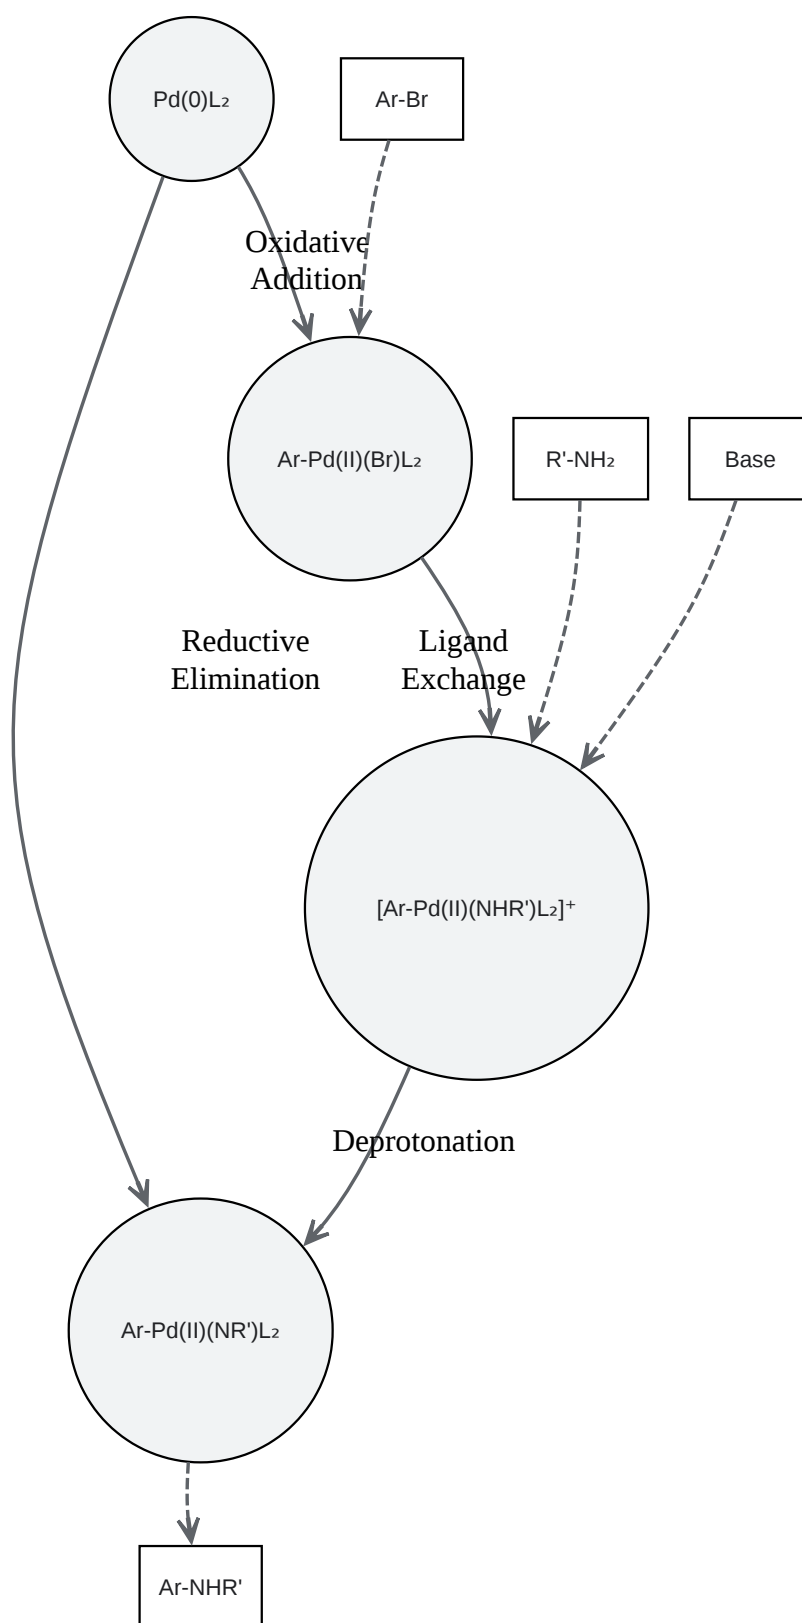 Pd(0)L₂
Ar-Br
Oxidative
Addition
Ar-Pd(II)(Br)L₂
R'-NH₂
Base
Reductive
Elimination
Ligand
Exchange
[Ar-Pd(II)(NHR')L₂]⁺
Deprotonation
Ar-Pd(II)(NR')L₂
Ar-NHR'